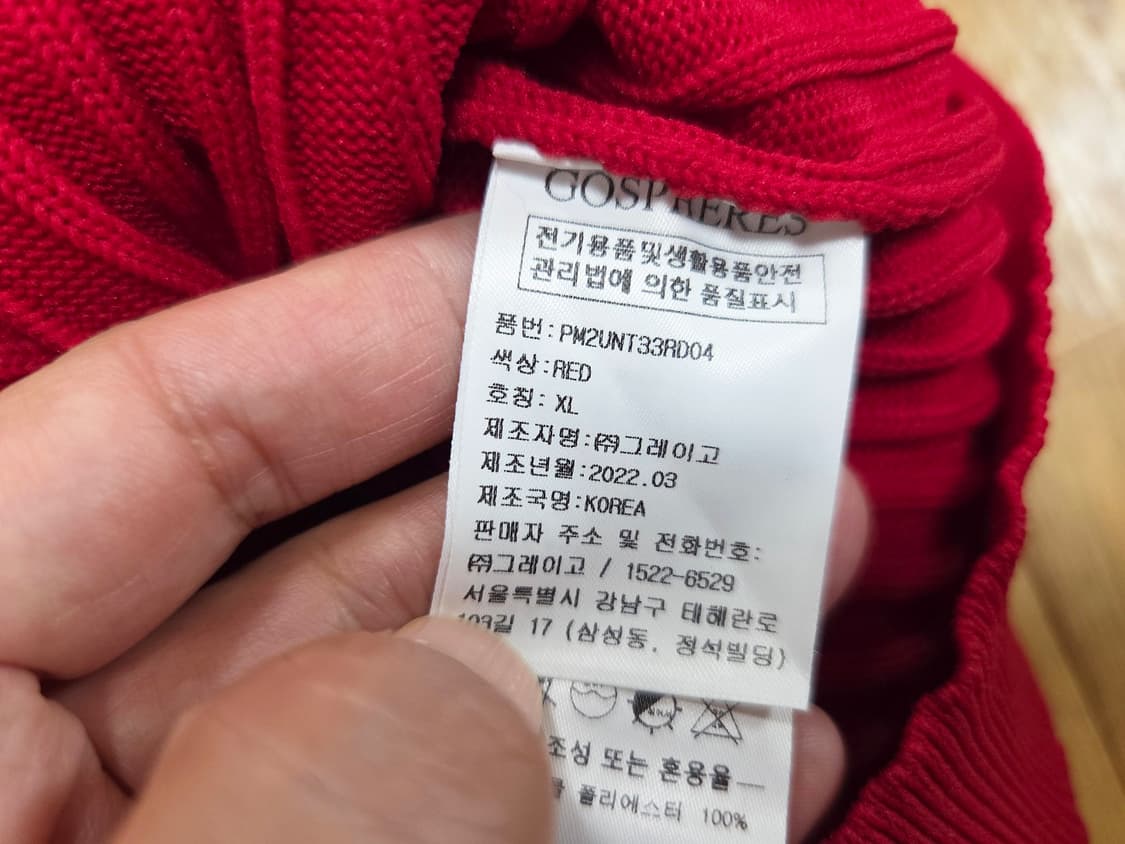 GOSPHERES
전기용품및생활용품안전
관리법에 의한 품질표시
품번:PM2UNT33RD04
색상:RED
호칭: XL
제조자명:㈜그레이고
제조년월:2022.03
제조국명:KOREA
판매자 주소 및 전화번호:
㈜그레이고 / 1522-6529
서울특별시 강남구 테헤란로
103길 17 (삼성동, 정석빌딩)
조성 또는 혼용율
폴리에스터 100%